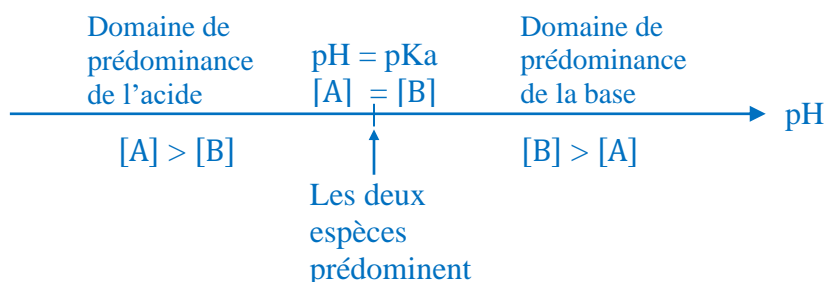 Domaine de
prédominance
de l’acide
pH = pKa
[A] = [B]
Domaine de
prédominance
de la base
pH
[A] > [B]
[B] > [A]
Les deux
espèces
prédominent